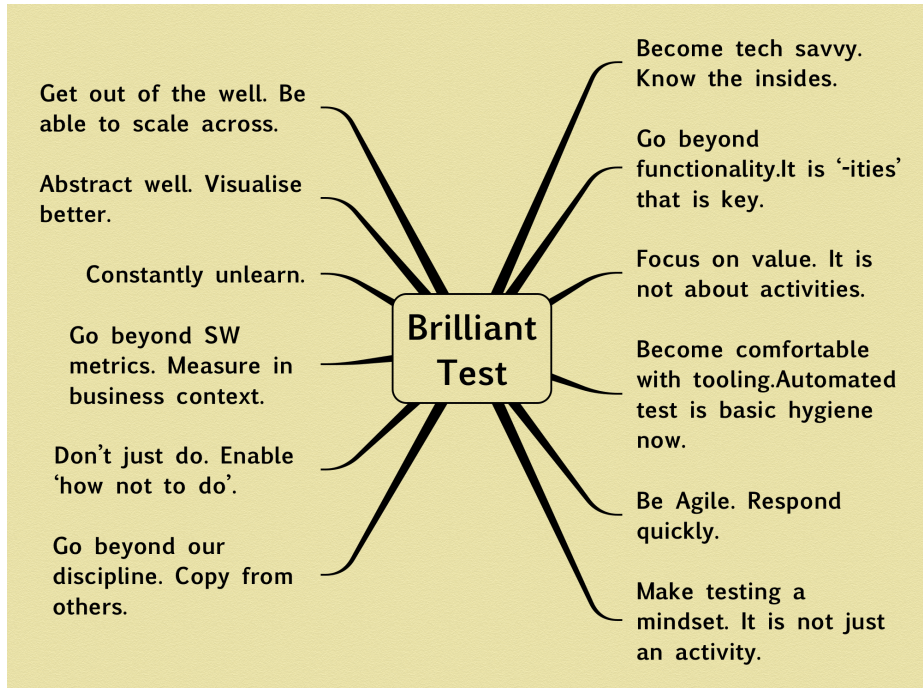 Brilliant
Test
Become tech savvy.
Know the insides.
Go beyond
functionality.It is ‘-ities’
that is key.
Focus on value. It is
not about activities.
Become comfortable
with tooling.Automated
test is basic hygiene
now.
Be Agile. Respond
quickly.
Make testing a
mindset. It is not just
an activity.
Get out of the well. Be
able to scale across.
Abstract well. Visualise
better.
Constantly unlearn.
Go beyond SW
metrics. Measure in
business context.
Don’t just do. Enable
‘how not to do’.
Go beyond our
discipline. Copy from
others.